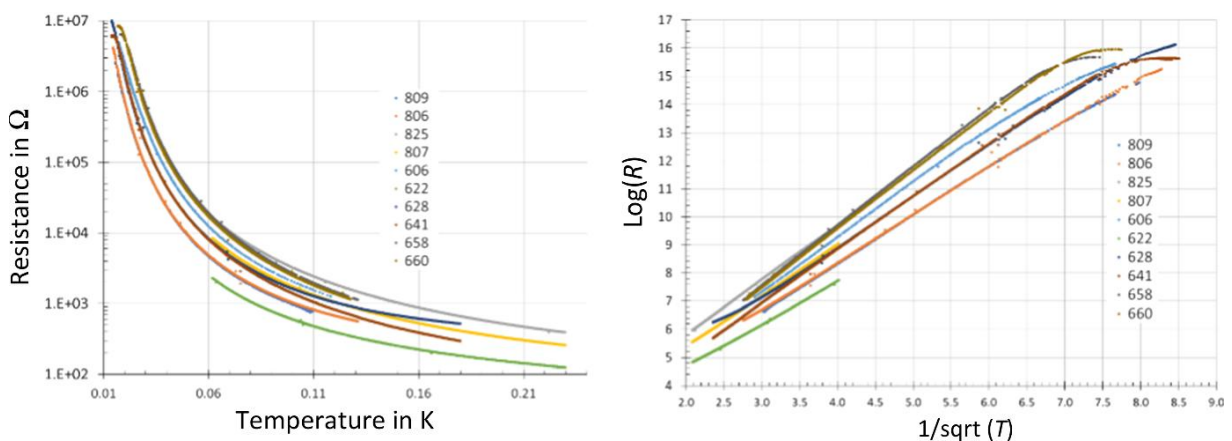 1.E+07
1.E+06
1.E+05
1.E+04
1.E+03
1.E+02
0.01 0.06 0.11 0.16 0.21
Resistance in Ω
Temperature in K
809
806
825
807
606
622
628
641
658
660
17
16
15
14
13
12
11
10
9
8
7
6
5
4
2.0 2.5 3.0 3.5 4.0 4.5 5.0 5.5 6.0 6.5 7.0 7.5 8.0 8.5 9.0
Log(R)
1/sqrt (T)
809
806
825
807
606
622
628
641
658
660